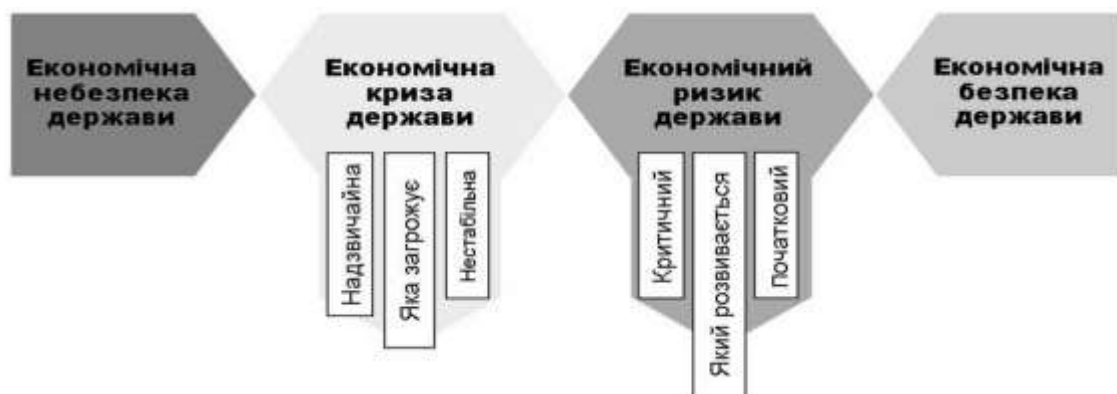 Економічна
небезпека
держави
Економічна
криза
держави
Надзвичайна
Яка загрожує
Нестабільна
Економічний
ризик
держави
Критичний
Який розвивається
Початковий
Економічна
безпека
держави